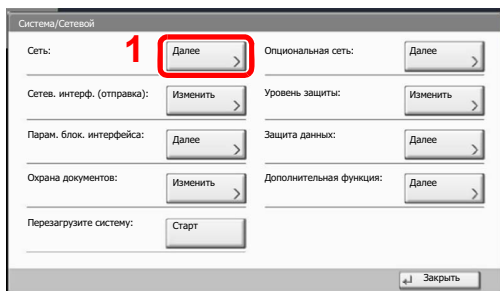 Система/Сетевой
1
Сеть: Далее Опциональная сеть: Далее
Сетев. интерф. (отправка): Изменить Уровень защиты: Изменить
Парам. блок. интерфейса: Далее Защита данных: Далее
Охрана документов: Изменить Дополнительная функция: Далее
Перезагрузите систему: Старт
Закрыть